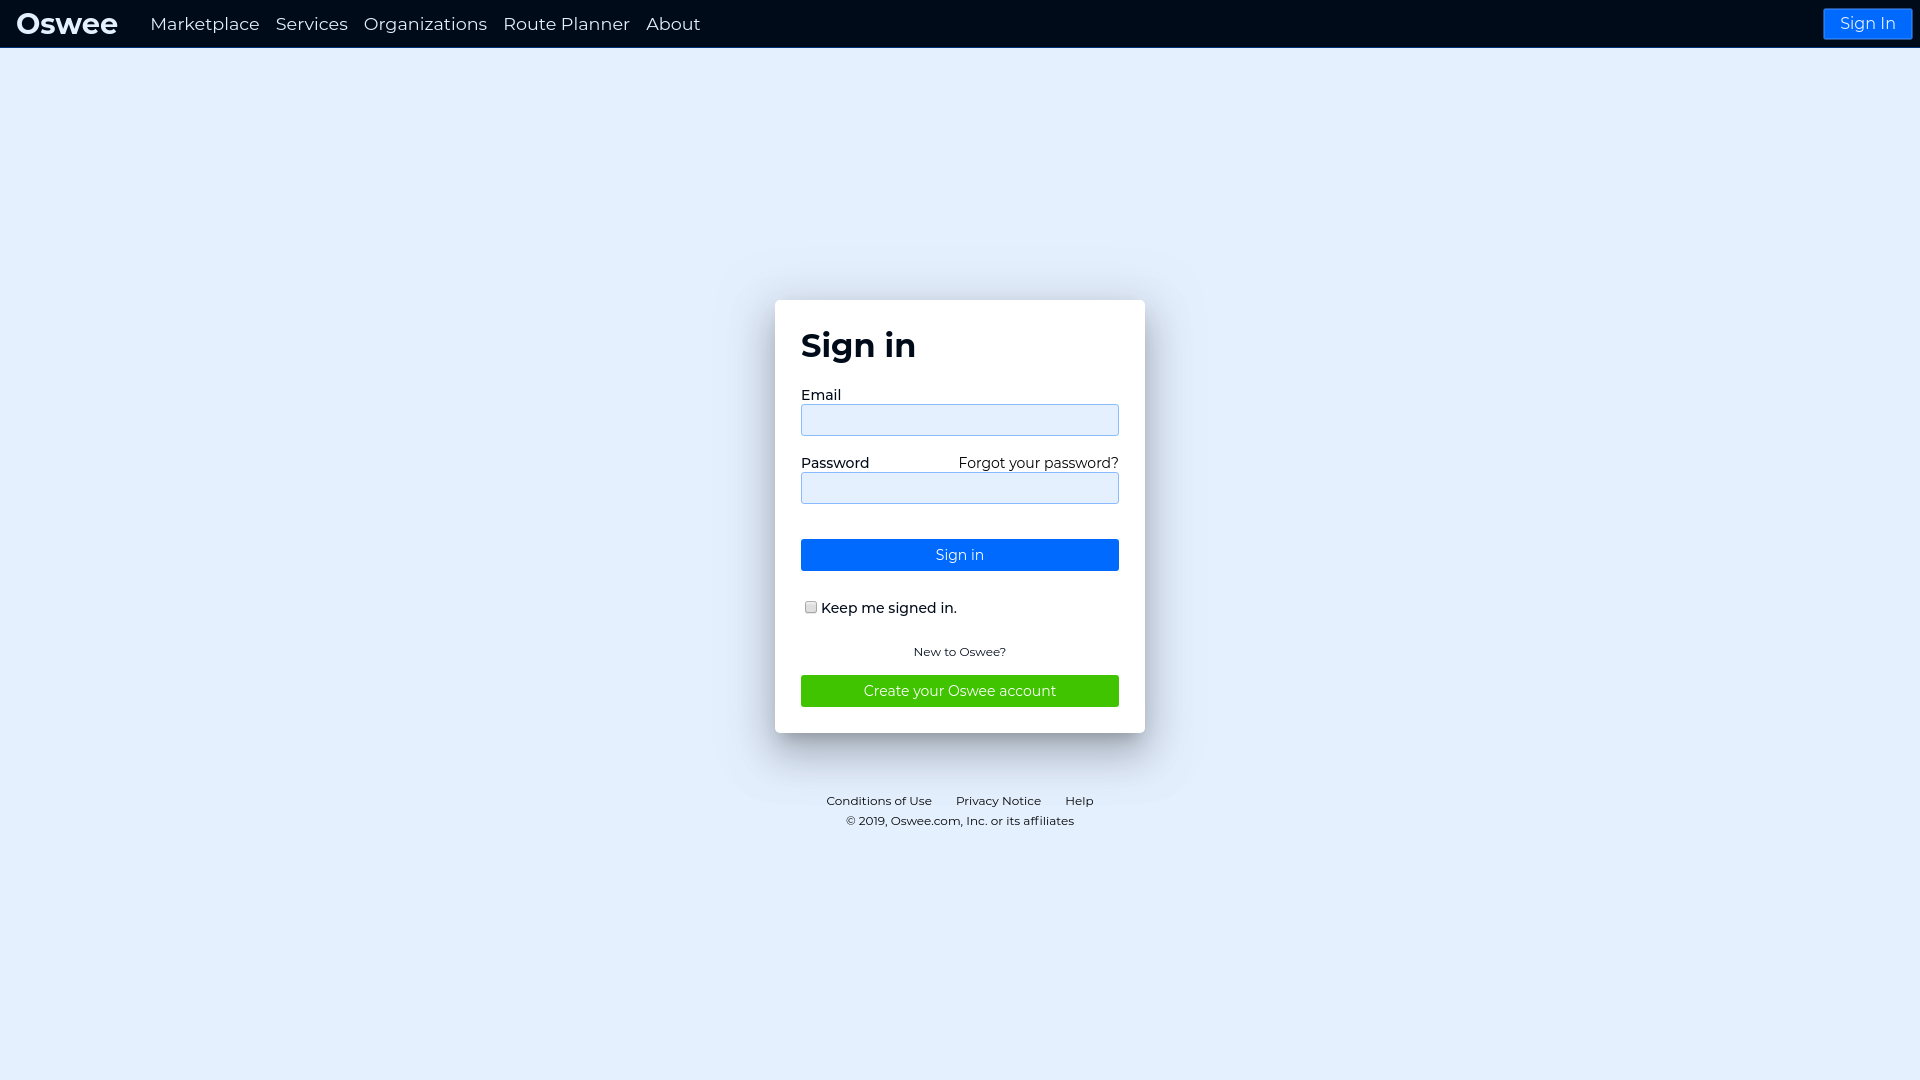 Oswee Marketplace Services Organizations Route Planner About Sign In
Sign in
Email
Password Forgot your password?
Sign in
Keep me signed in.
New to Oswee?
Create your Oswee account
Conditions of Use Privacy Notice Help
© 2019, Oswee.com, Inc. or its affiliates